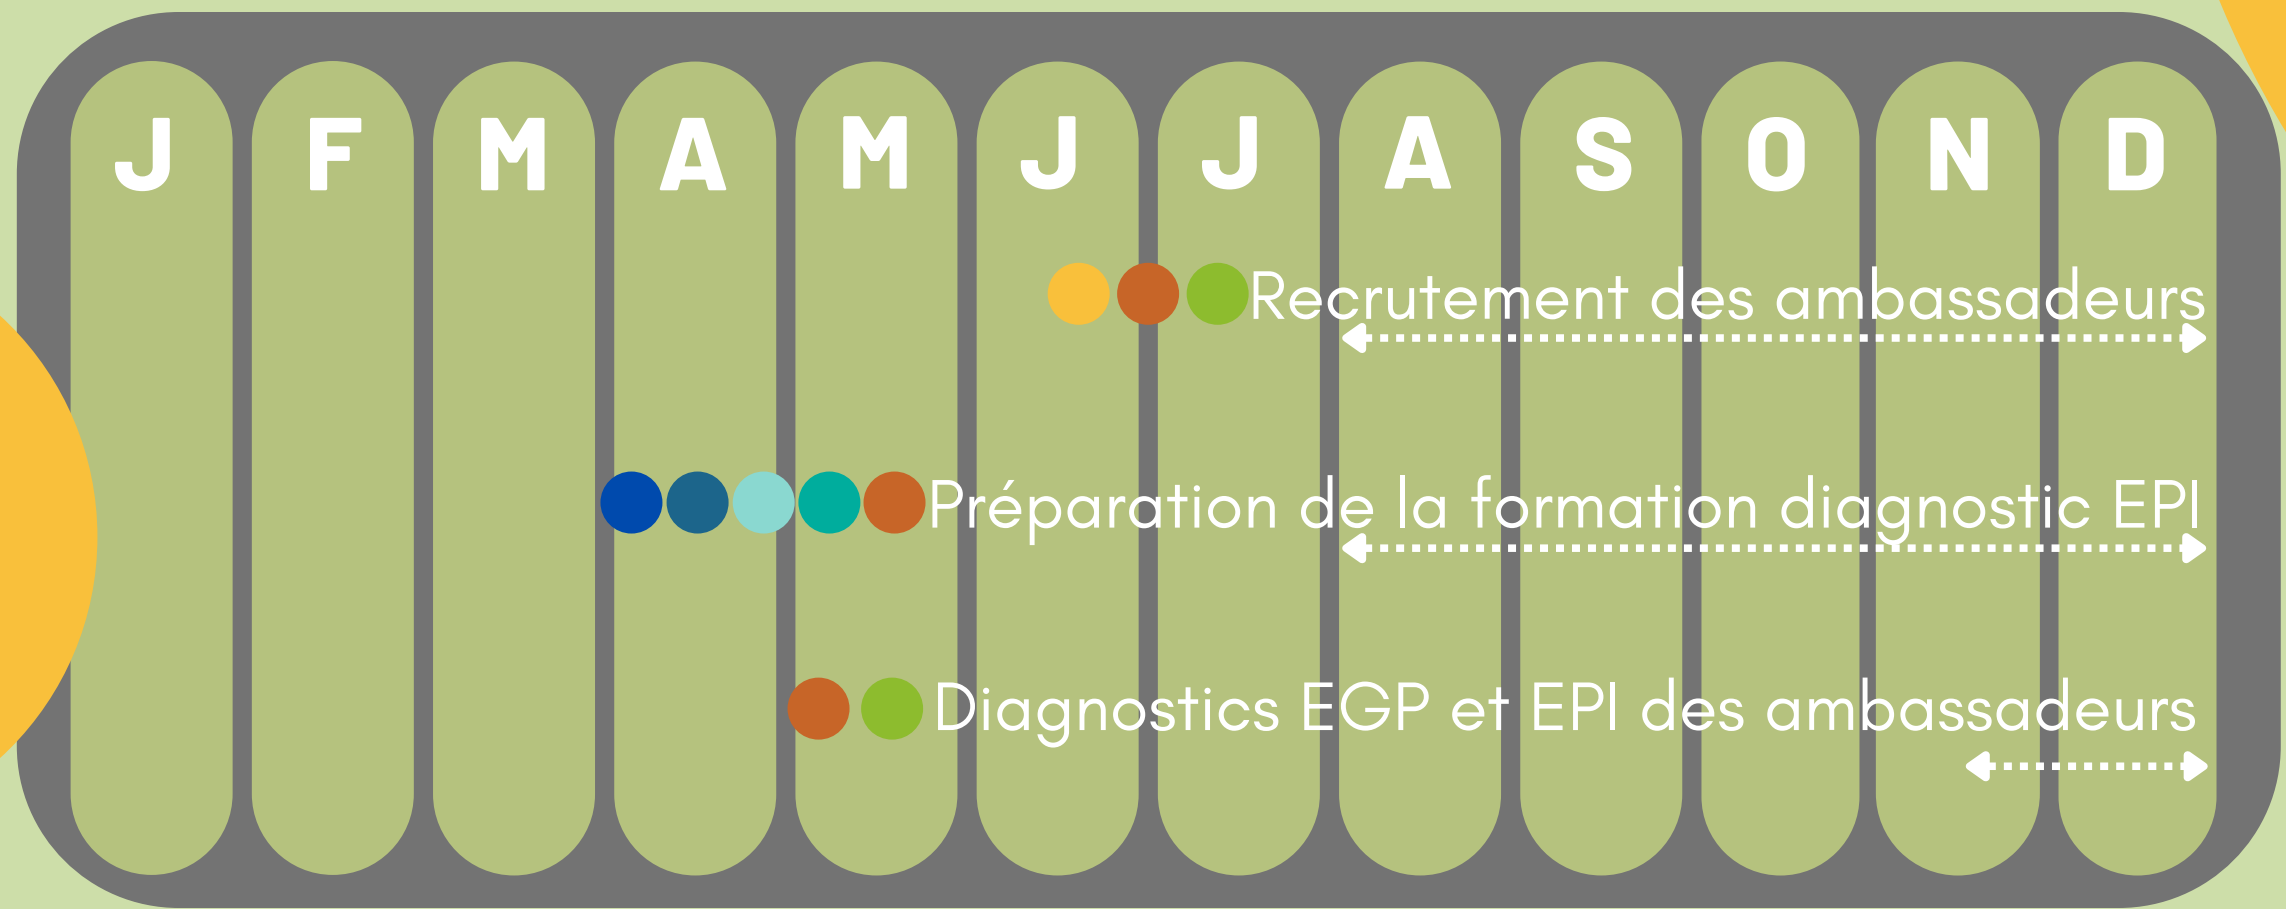 J F M A M J J A S O N D
Recrutement des ambassadeurs
Préparation de la formation diagnostic EPI
Diagnostics EGP et EPI des ambassadeurs